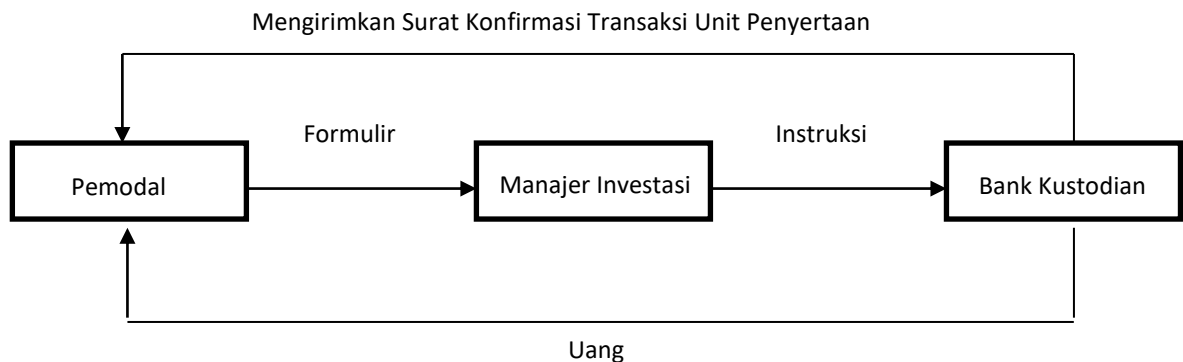 Mengirimkan Surat Konfirmasi Transaksi Unit Penyertaan
Formulir
Instruksi
Pemodal
Manajer Investasi
Bank Kustodian
Uang